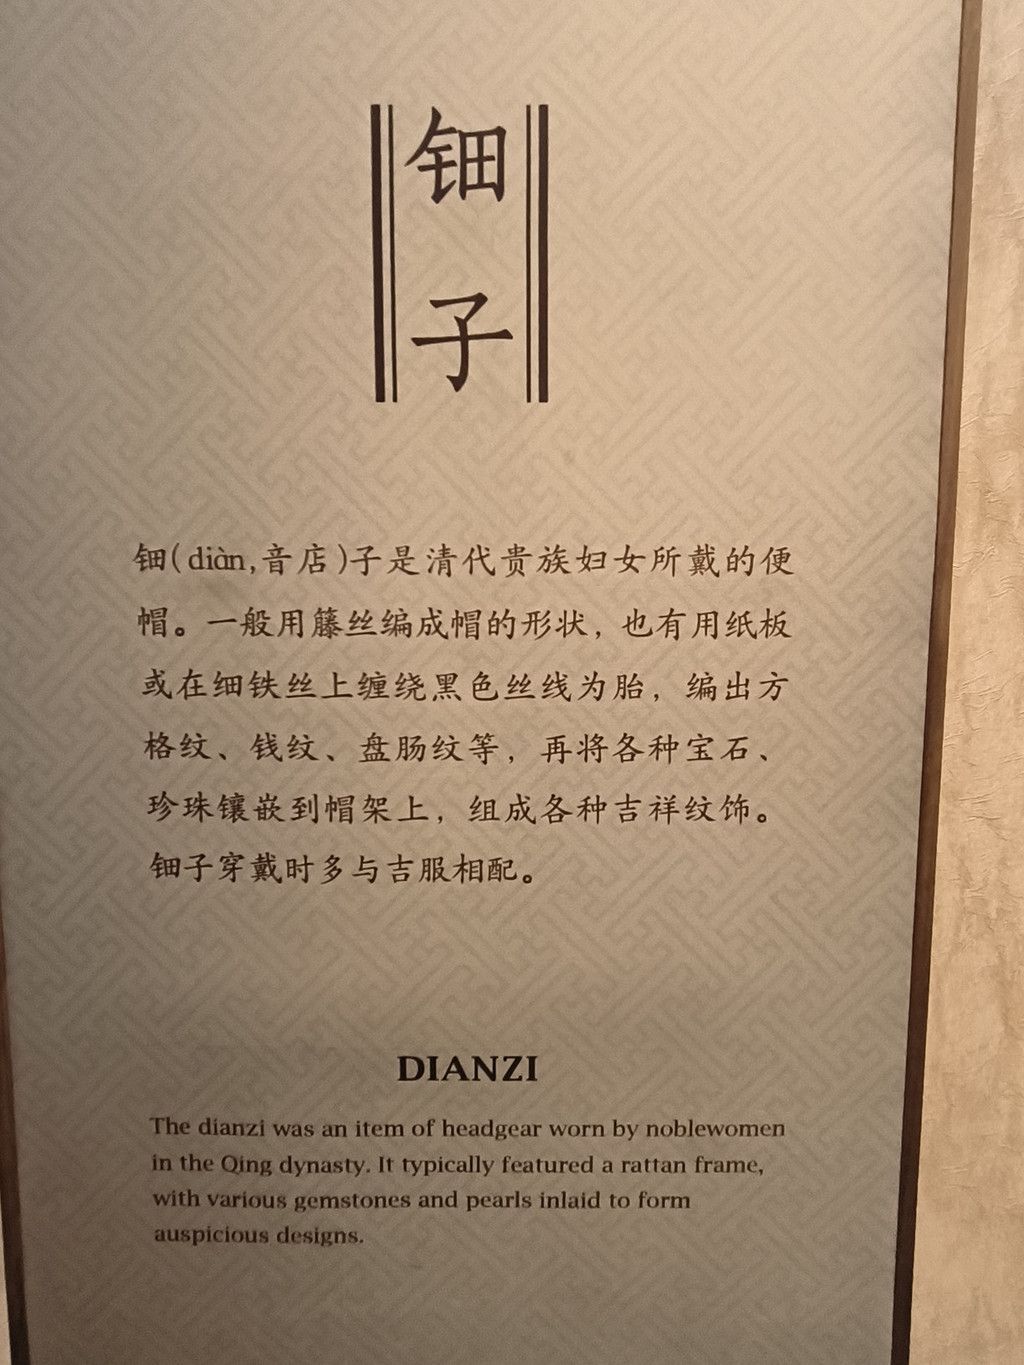 钿
子
钿(diàn,音店)子是清代贵族妇女所戴的便
帽。一般用籐丝编成帽的形状，也有用纸板
或在细铁丝上缠绕黑色丝线为胎，编出方
格纹、钱纹、盘肠纹等，再将各种宝石、
珍珠镶嵌到帽架上，组成各种吉祥纹饰。
钿子穿戴时多与吉服相配。
DIANZI
The dianzi was an item of headgear worn by noblewomen
in the Qing dynasty. It typically featured a rattan frame,
with various gemstones and pearls inlaid to form
auspicious designs.